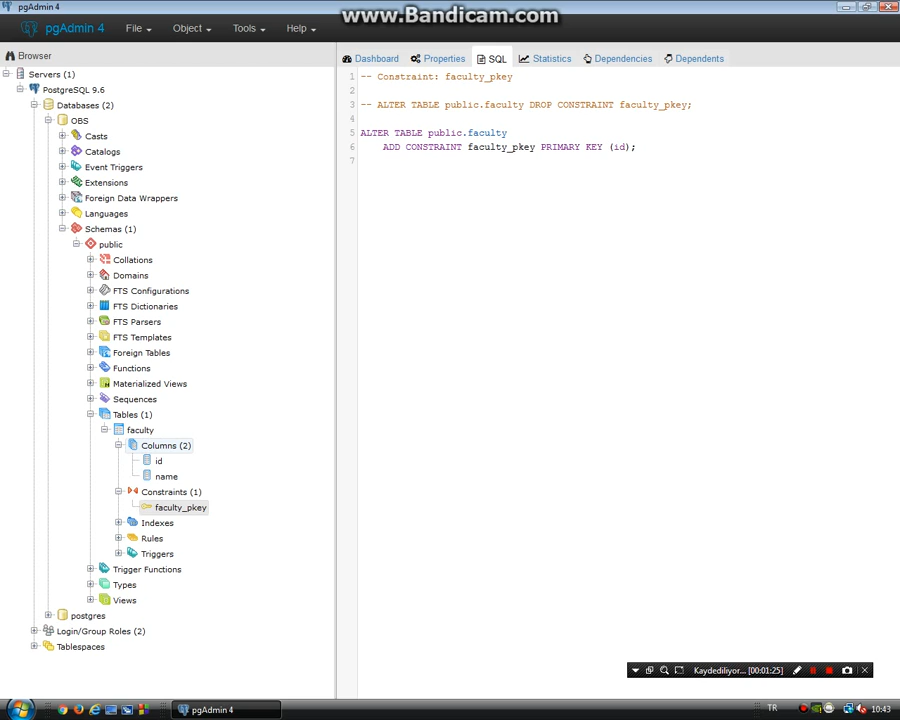 pgAdmin 4
www.Bandicam.com
pgAdmin 4 File Object Tools Help
Browser
Dashboard Properties SQL Statistics Dependencies Dependents
Servers (1)
PostgreSQL 9.6
Databases (2)
OBS
Casts
Catalogs
Event Triggers
Extensions
Foreign Data Wrappers
Languages
Schemas (1)
public
Collations
Domains
FTS Configurations
FTS Dictionaries
FTS Parsers
FTS Templates
Foreign Tables
Functions
Materialized Views
Sequences
Tables (1)
faculty
Columns (2)
id
name
Constraints (1)
faculty_pkey
Indexes
Rules
Triggers
Trigger Functions
Types
Views
postgres
Login/Group Roles (2)
Tablespaces
1 -- Constraint: faculty_pkey
2
3 -- ALTER TABLE public.faculty DROP CONSTRAINT faculty_pkey;
4
5 ALTER TABLE public.faculty
6 ADD CONSTRAINT faculty_pkey PRIMARY KEY (id);
7
Kaydediliyor... [00:01:25]
pgAdmin 4
TR
10:43